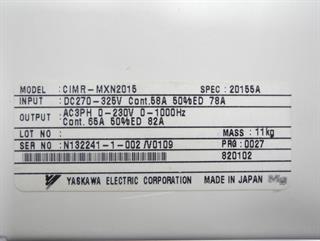 MODEL : CIMR-MXN2015 SPEC : 20155A
INPUT : DC270-325V Cont.58A 50%ED 78A
OUTPUT : AC3PH 0-230V 0-1000Hz
Cont. 65A 50%ED 82A
LOT NO : MASS : 11kg
SER NO : N132241-1-002 /V0109 PRG : 0027
820102
YASKAWA ELECTRIC CORPORATION MADE IN JAPAN Mg